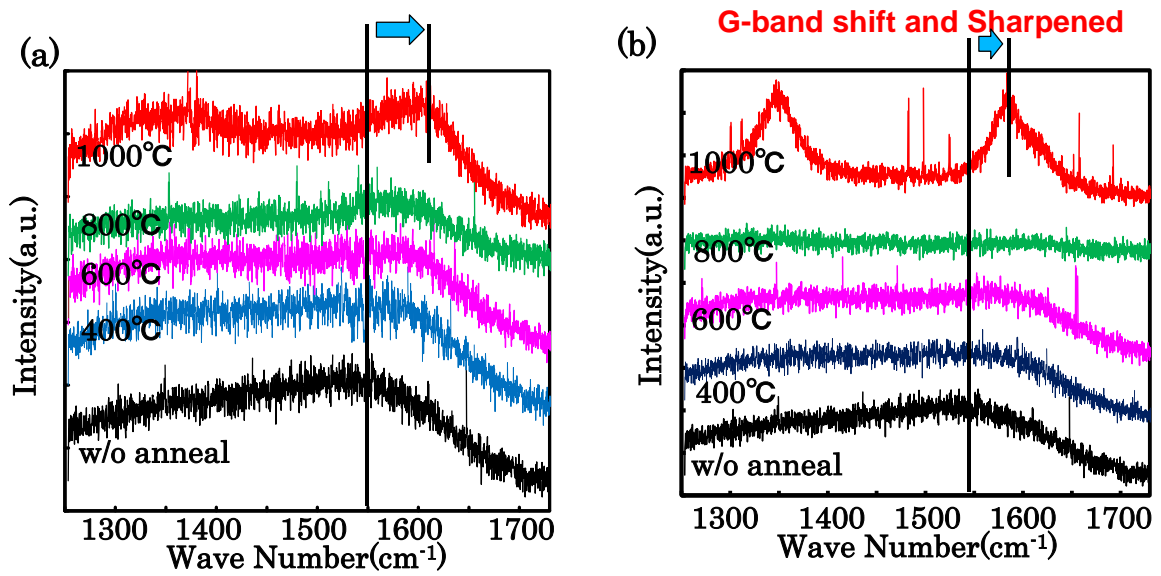 G-band shift and Sharpened
(a)
1000℃
800℃
600℃
400℃
w/o anneal
Intensity(a.u.)
1300 1400 1500 1600 1700
Wave Number(cm-1)
(b)
1000℃
800℃
600℃
400℃
w/o anneal
Intensity(a.u.)
1300 1400 1500 1600 1700
Wave Number(cm-1)